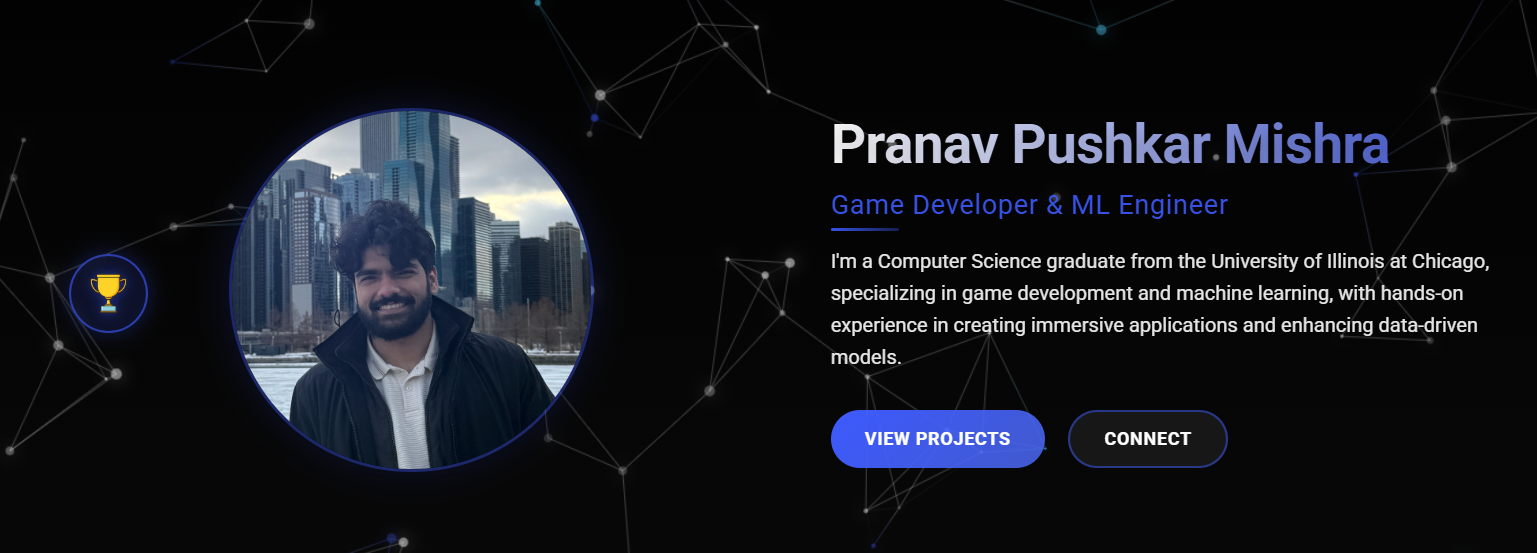 Pranav Pushkar Mishra
Game Developer & ML Engineer
I'm a Computer Science graduate from the University of Illinois at Chicago,
specializing in game development and machine learning, with hands-on
experience in creating immersive applications and enhancing data-driven
models.
VIEW PROJECTS
CONNECT